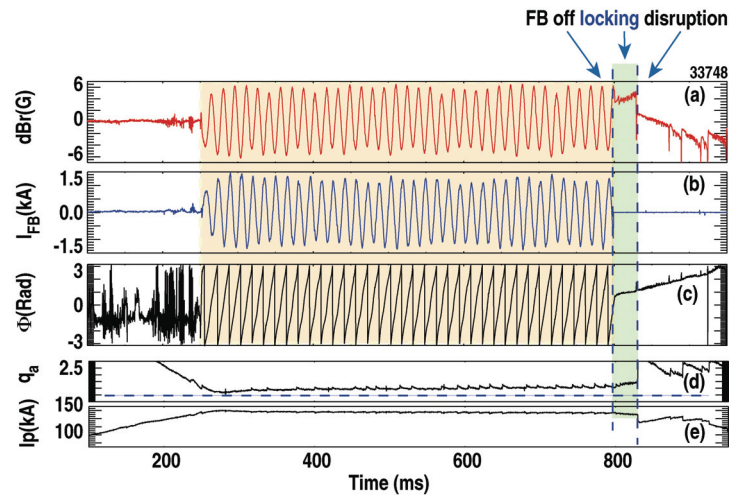 FB off locking disruption
33748
6
0
-6
dBr(G)
(a)
1.5
0.0
-1.5
I_FB(kA)
(b)
3
0
-3
Φ(Rad)
(c)
2.5
q_a
(d)
150
100
Ip(kA)
(e)
200 400 600 800
Time (ms)